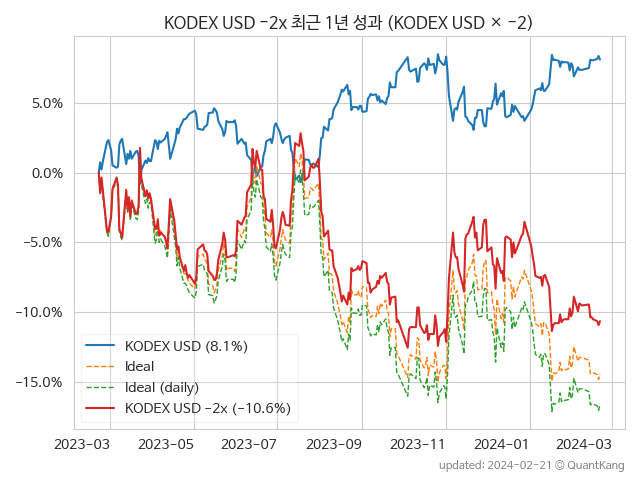 KODEX USD −2x 최근 1년 성과 (KODEX USD × −2)
5.0%
0.0%
−5.0%
−10.0%
−15.0%
KODEX USD (8.1%)
Ideal
Ideal (daily)
KODEX USD −2x (−10.6%)
2023-03 2023-05 2023-07 2023-09 2023-11 2024-01 2024-03
updated: 2024-02-21 © QuantKang